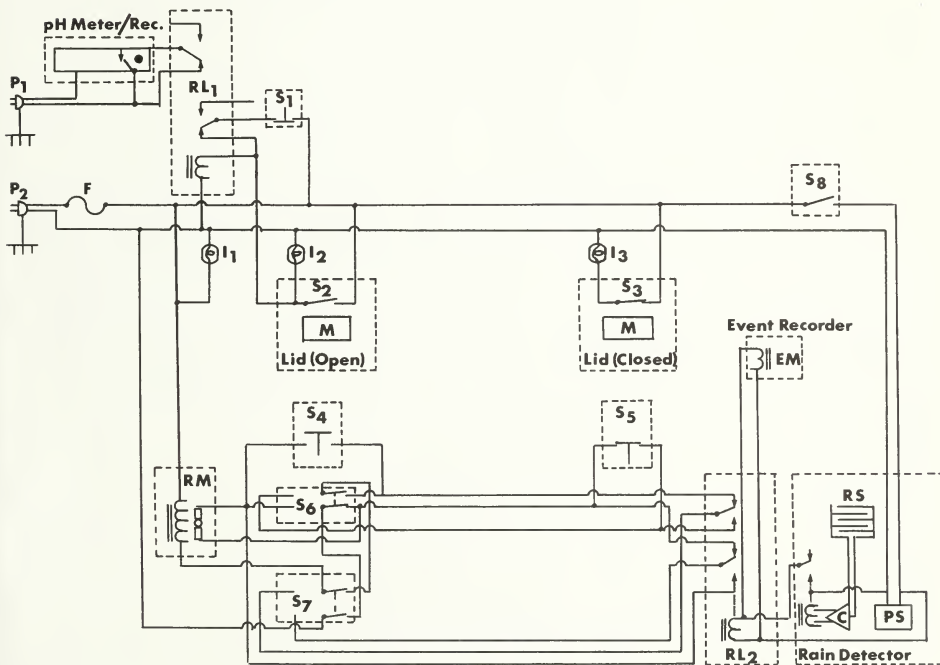 pH Meter/Rec.
P1
RL1
S1
P2
F
S8
I1
I2
I3
S2
S3
M
M
Lid (Open)
Lid (Closed)
Event Recorder
EM
S4
S5
RM
RS
S6
S7
C
PS
RL2
Rain Detector